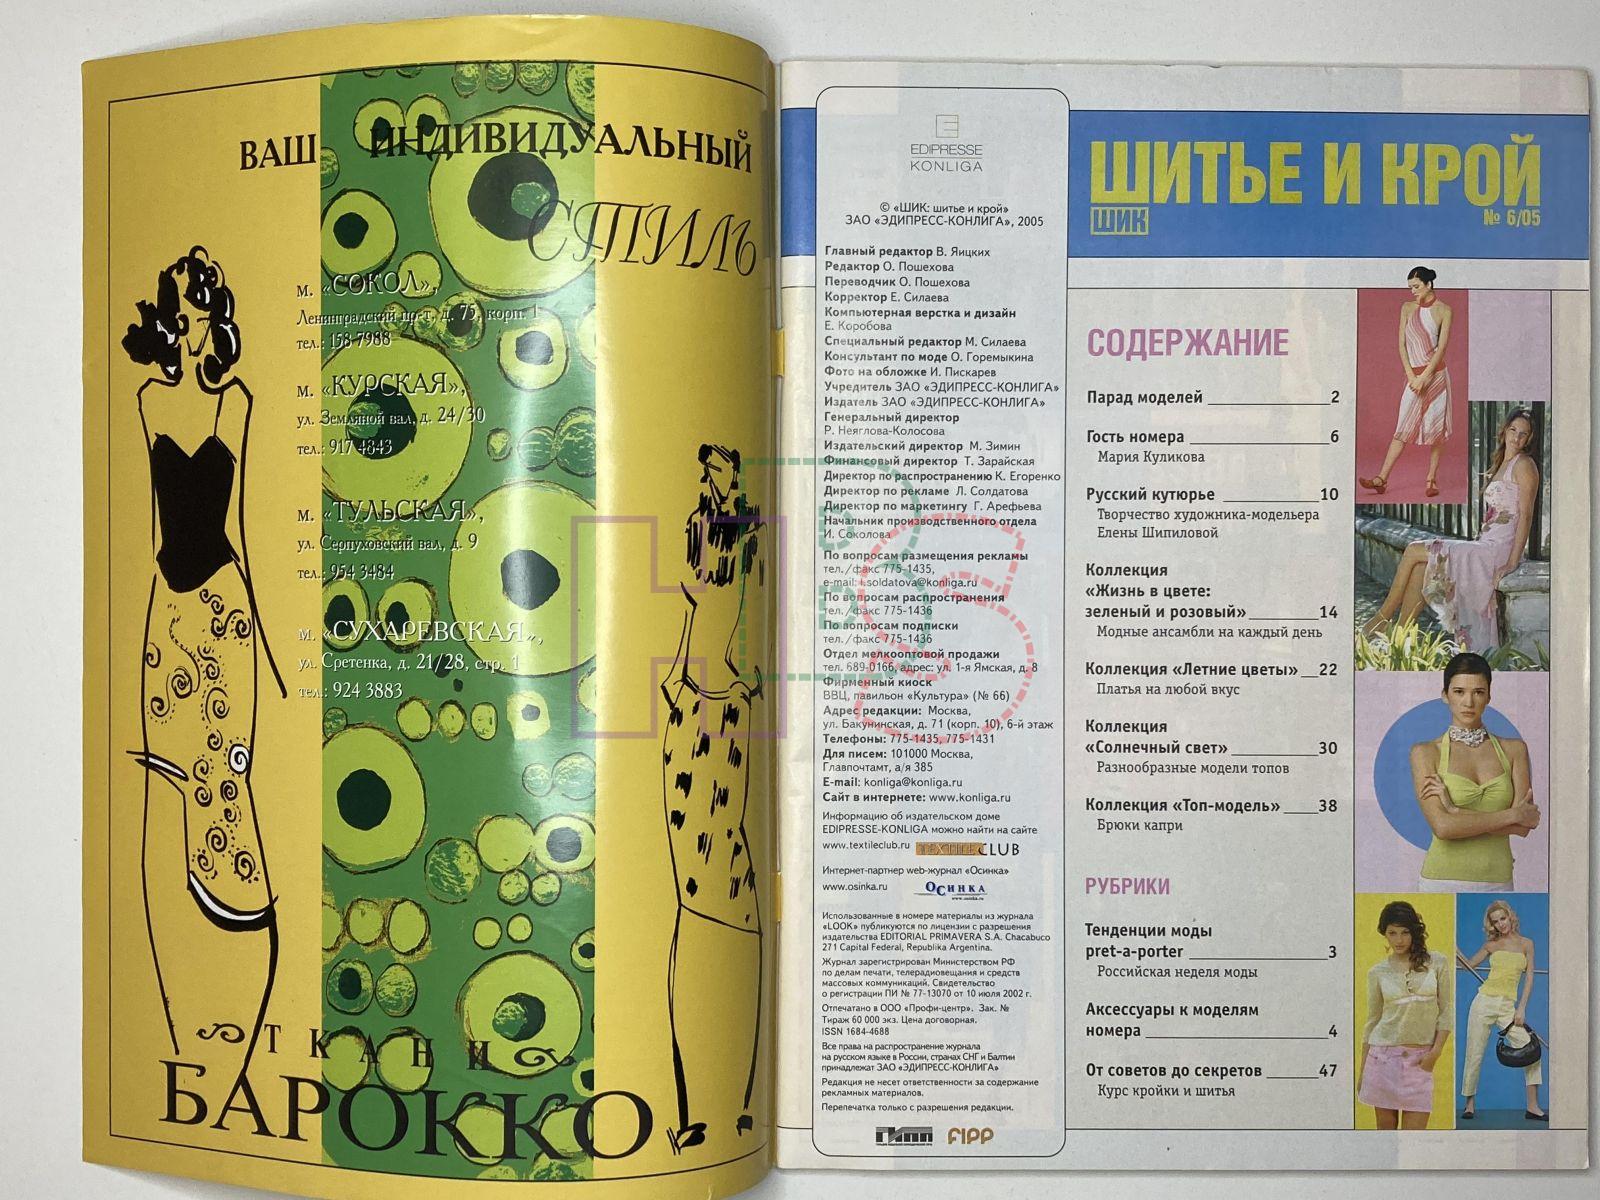 ВАШ ИНДИВИДУАЛЬНЫЙ
СТИЛЬ
м. «СОКОЛ»,
Ленинградский пр-т, д. 75, корп. 1
тел.: 158 7988
м. «КУРСКАЯ»,
ул. Земляной вал, д. 24/30
тел.: 917 4843
м. «ТУЛЬСКАЯ»,
ул. Серпуховский вал, д. 9
тел.: 954 3484
м. «СУХАРЕВСКАЯ»,
ул. Сретенка, д. 21/28, стр. 1
тел.: 924 3883
ТКАНИ
БАРОККО
EDIPRESSE
KONLIGA
© «ШИК: шитье и крой»
ЗАО «ЭДИПРЕСС-КОНЛИГА», 2005
Главный редактор В. Яицких
Редактор О. Пошехова
Переводчик О. Пошехова
Корректор Е. Силаева
Компьютерная верстка и дизайн
Е. Коробова
Специальный редактор М. Силаева
Консультант по моде О. Горемыкина
Фото на обложке И. Пискарев
Учредитель ЗАО «ЭДИПРЕСС-КОНЛИГА»
Издатель ЗАО «ЭДИПРЕСС-КОНЛИГА»
Генеральный директор
Р. Неяглова-Колосова
Издательский директор М. Зимин
Финансовый директор Т. Зарайская
Директор по распространению К. Егоренко
Директор по рекламе Л. Солдатова
Директор по маркетингу Г. Арефьева
Начальник производственного отдела
И. Соколова
По вопросам размещения рекламы
тел./факс 775-1435,
e-mail: l.soldatova@konliga.ru
По вопросам распространения
тел./факс 775-1436
По вопросам подписки
тел./факс 775-1436
Отдел мелкооптовой продажи
тел. 689-0166, адрес: ул. 1-я Ямская, д. 8
Фирменный киоск
ВВЦ, павильон «Культура» (№ 66)
Адрес редакции: Москва,
ул. Бакунинская, д. 71 (корп. 10), 6-й этаж
Телефоны: 775-1435, 775-1431
Для писем: 101000 Москва,
Главпочтамт, а/я 385
E-mail: konliga@konliga.ru
Сайт в интернете: www.konliga.ru
Информацию об издательском доме
EDIPRESSE-KONLIGA можно найти на сайте
www.textileclub.ru TEXTILE CLUB
Интернет-партнер web-журнал «Осинка»
www.osinka.ru ОСИНКА
www.osinka.ru
Использованные в номере материалы из журнала
«LOOK» публикуются по лицензии с разрешения
издательства EDITORIAL PRIMAVERA S.A. Chacabuco
271 Capital Federal, Republika Argentina.
Журнал зарегистрирован Министерством РФ
по делам печати, телерадиовещания и средств
массовых коммуникаций. Свидетельство
о регистрации ПИ № 77-13070 от 10 июля 2002 г.
Отпечатано в ООО «Профи-центр». Зак. №
Тираж 60 000 экз. Цена договорная.
ISSN 1684-4688
Все права на распространение журнала
на русском языке в России, странах СНГ и Балтии
принадлежат ЗАО «ЭДИПРЕСС-КОНЛИГА»
Редакция не несет ответственности за содержание
рекламных материалов.
Перепечатка только с разрешения редакции.
ГИПП FIPP
ШИТЬЕ И КРОЙ
ШИК № 6/05
СОДЕРЖАНИЕ
Парад моделей 2
Гость номера 6
Мария Куликова
Русский кутюрье 10
Творчество художника-модельера
Елены Шипиловой
Коллекция
«Жизнь в цвете:
зеленый и розовый» 14
Модные ансамбли на каждый день
Коллекция «Летние цветы» 22
Платья на любой вкус
Коллекция
«Солнечный свет» 30
Разнообразные модели топов
Коллекция «Топ-модель» 38
Брюки капри
РУБРИКИ
Тенденции моды
pret-a-porter 3
Российская неделя моды
Аксессуары к моделям
номера 4
От советов до секретов 47
Курс кройки и шитья